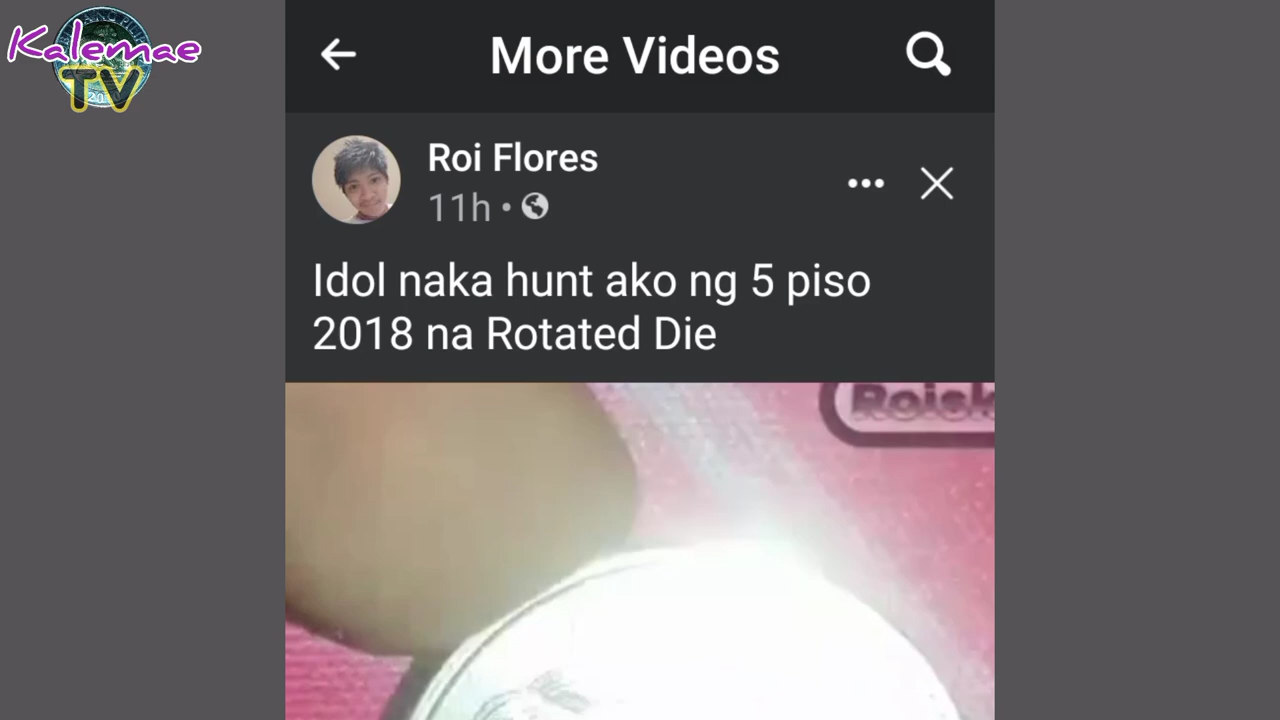 Kalemae
TV
More Videos
Roi Flores
11h •
Idol naka hunt ako ng 5 piso
2018 na Rotated Die